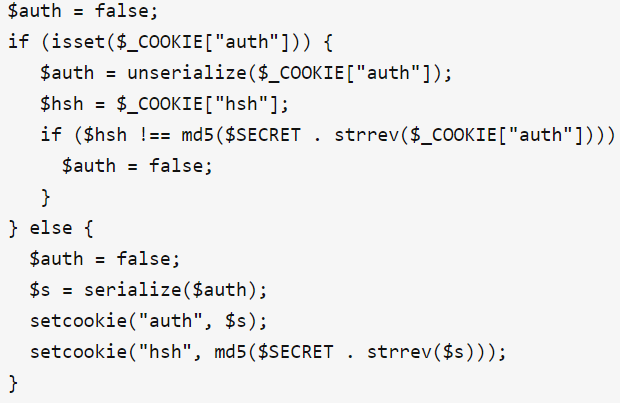 $auth = false;
if (isset($_COOKIE["auth"])) {
$auth = unserialize($_COOKIE["auth"]);
$hsh = $_COOKIE["hsh"];
if ($hsh !== md5($SECRET . strrev($_COOKIE["auth"])))
$auth = false;
}
} else {
$auth = false;
$s = serialize($auth);
setcookie("auth", $s);
setcookie("hsh", md5($SECRET . strrev($s)));
}